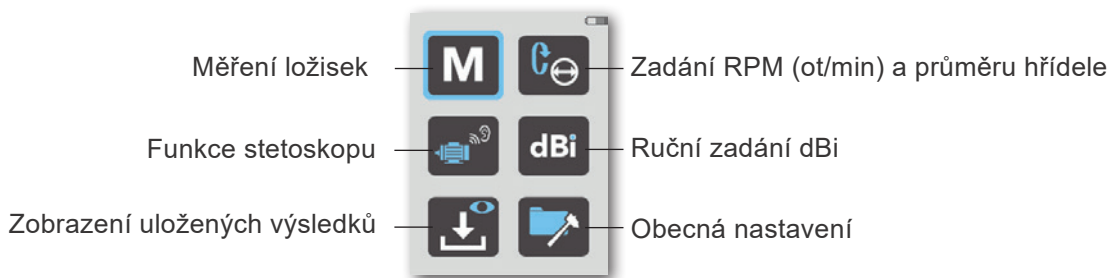 Měření ložisek
M
Zadání RPM (ot/min) a průměru hřídele
Funkce stetoskopu
dBi
Ruční zadání dBi
Zobrazení uložených výsledků
Obecná nastavení